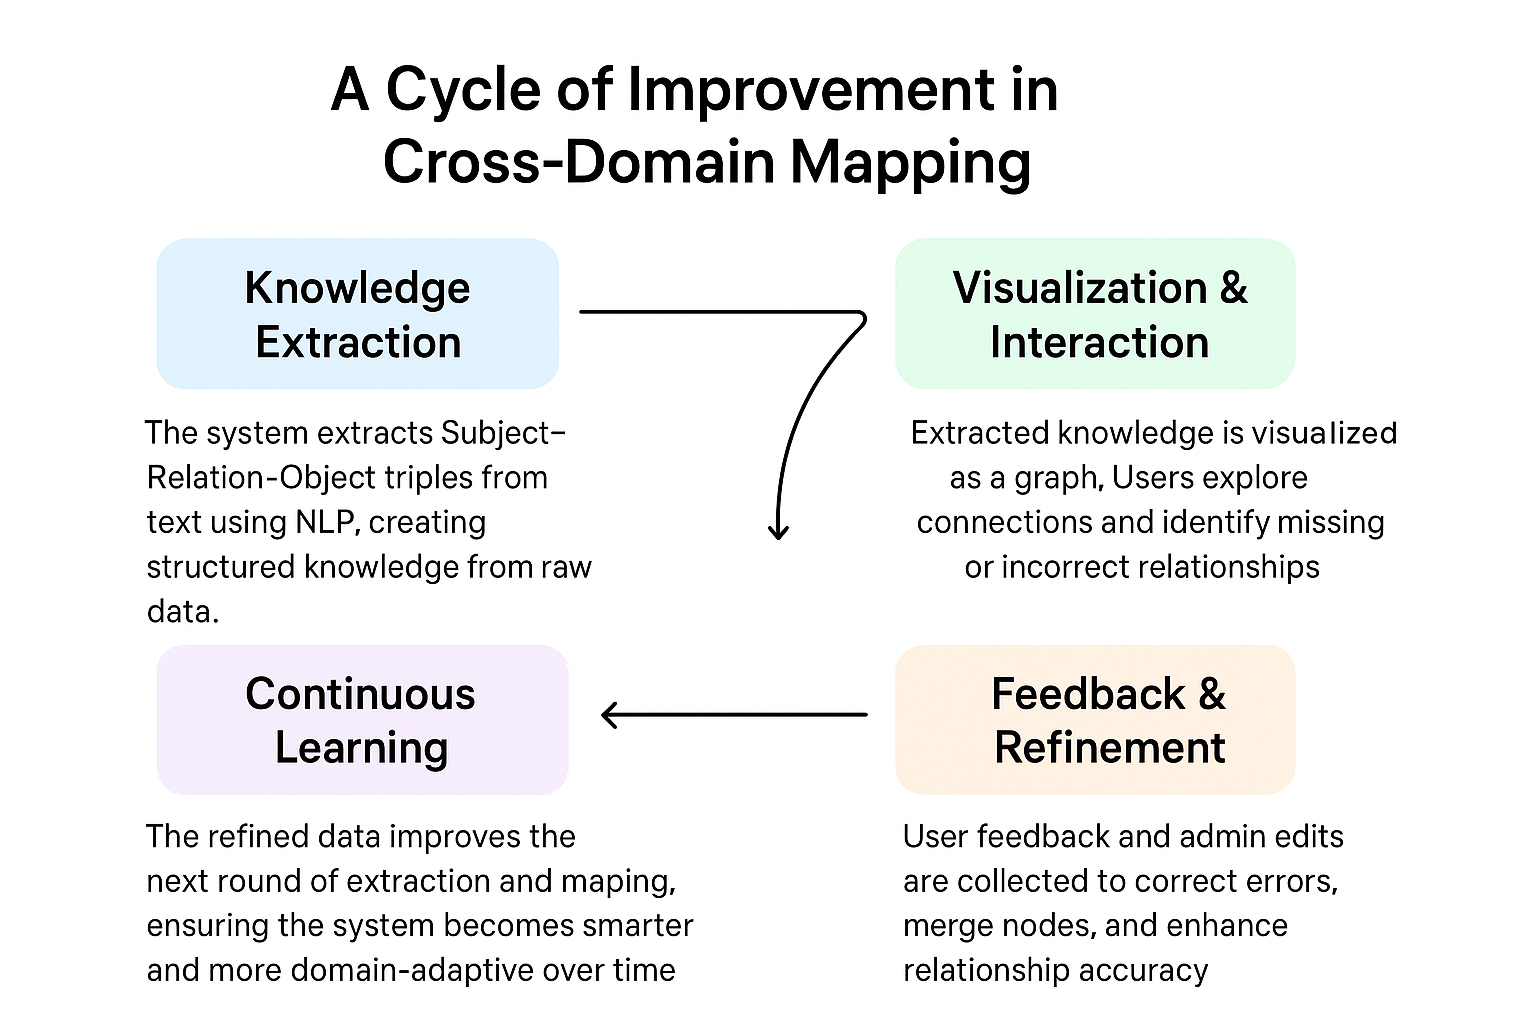 A Cycle of Improvement in
Cross-Domain Mapping
Knowledge
Extraction
The system extracts Subject–
Relation-Object triples from
text using NLP, creating
structured knowledge from raw
data.
Visualization &
Interaction
Extracted knowledge is visualized
as a graph, Users explore
connections and identify missing
or incorrect relationships
Continuous
Learning
The refined data improves the
next round of extraction and maping,
ensuring the system becomes smarter
and more domain-adaptive over time
Feedback &
Refinement
User feedback and admin edits
are collected to correct errors,
merge nodes, and enhance
relationship accuracy